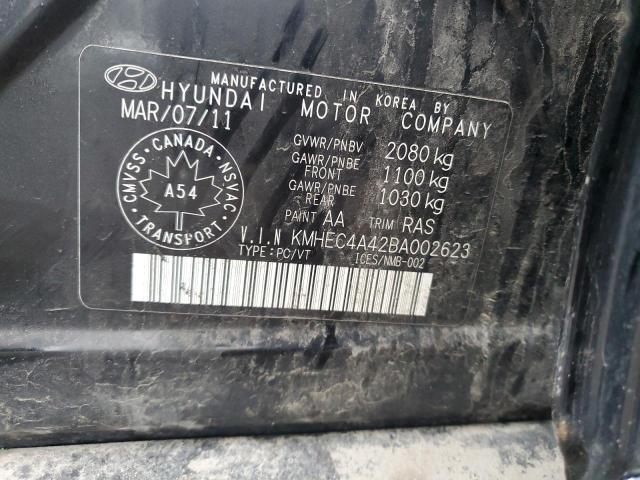 MANUFACTURED IN KOREA BY
HYUNDAI MOTOR COMPANY
MAR/07/11
GVWR/PNBV 2080 kg
GAWR/PNBE FRONT 1100 kg
GAWR/PNBE REAR 1030 kg
PAINT AA TRIM RAS
V.I.N KMHEC4A42BA002623
TYPE: PC/VT ICES/NMB-002
CANADA
CMVSS NSVAC
A54
TRANSPORT